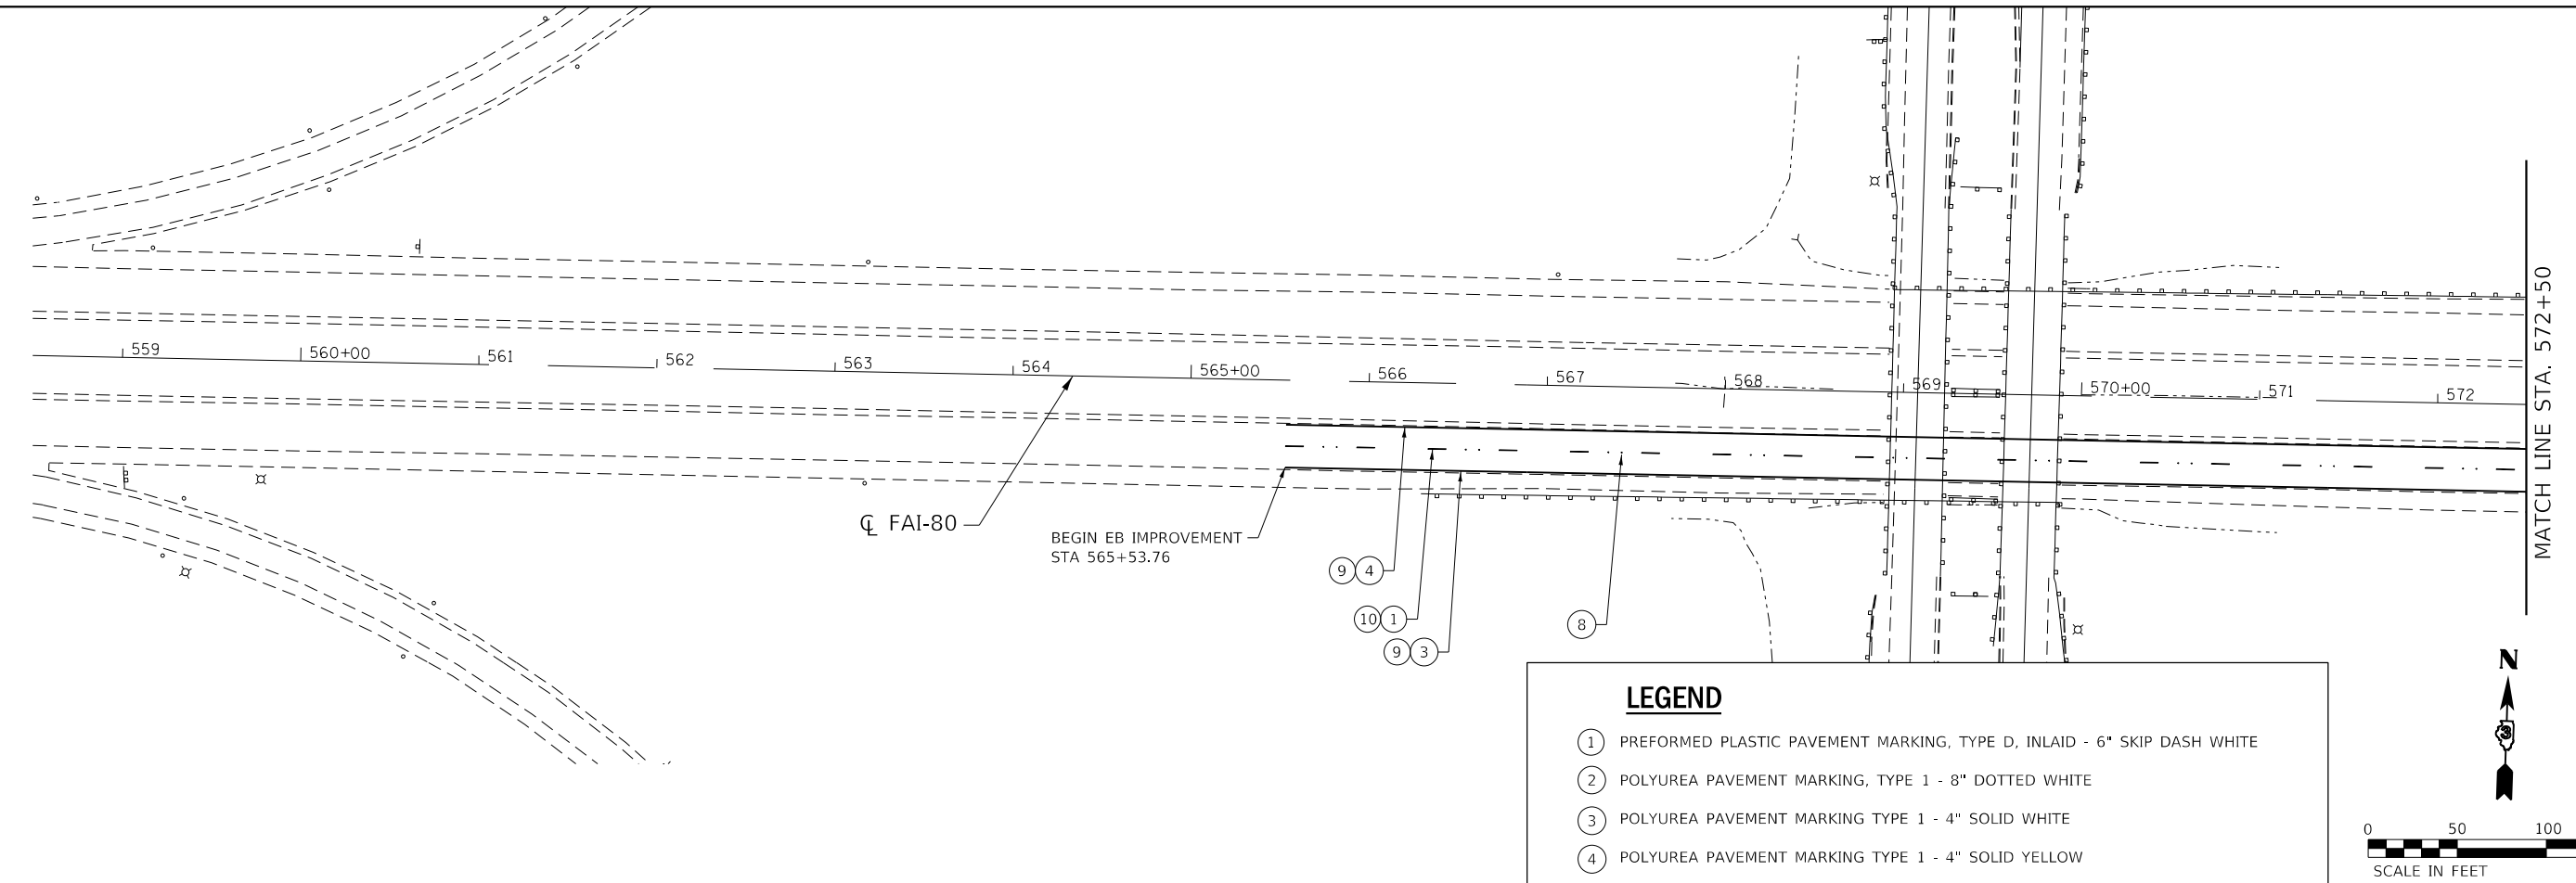 559
560+00
561
562
563
564
565+00
566
567
568
569
570+00
571
572
MATCH LINE STA. 572+50
℄ FAI-80
BEGIN EB IMPROVEMENT
STA 565+53.76
9 4
10 1
9 3
8
LEGEND
1 PREFORMED PLASTIC PAVEMENT MARKING, TYPE D, INLAID - 6" SKIP DASH WHITE
2 POLYUREA PAVEMENT MARKING, TYPE 1 - 8" DOTTED WHITE
3 POLYUREA PAVEMENT MARKING TYPE 1 - 4" SOLID WHITE
4 POLYUREA PAVEMENT MARKING TYPE 1 - 4" SOLID YELLOW
N
3
0 50 100
SCALE IN FEET